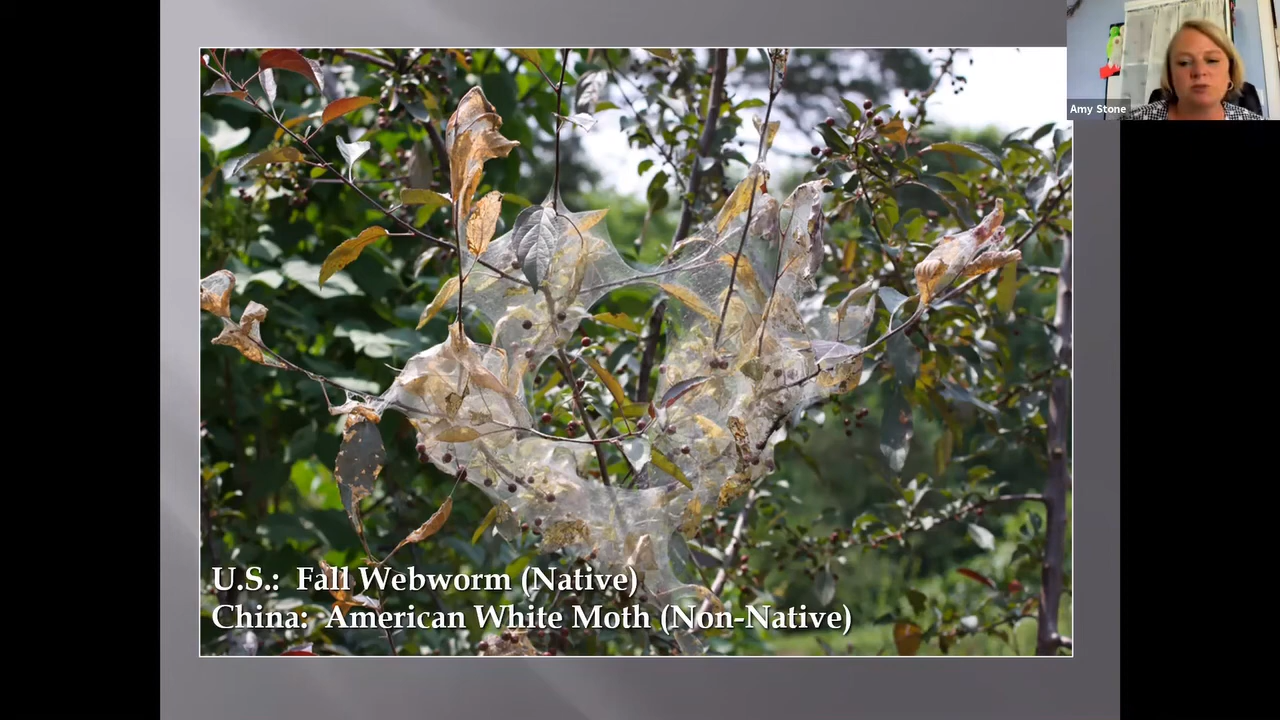 Amy Stone
U.S.: Fall Webworm (Native)
China: American White Moth (Non-Native)